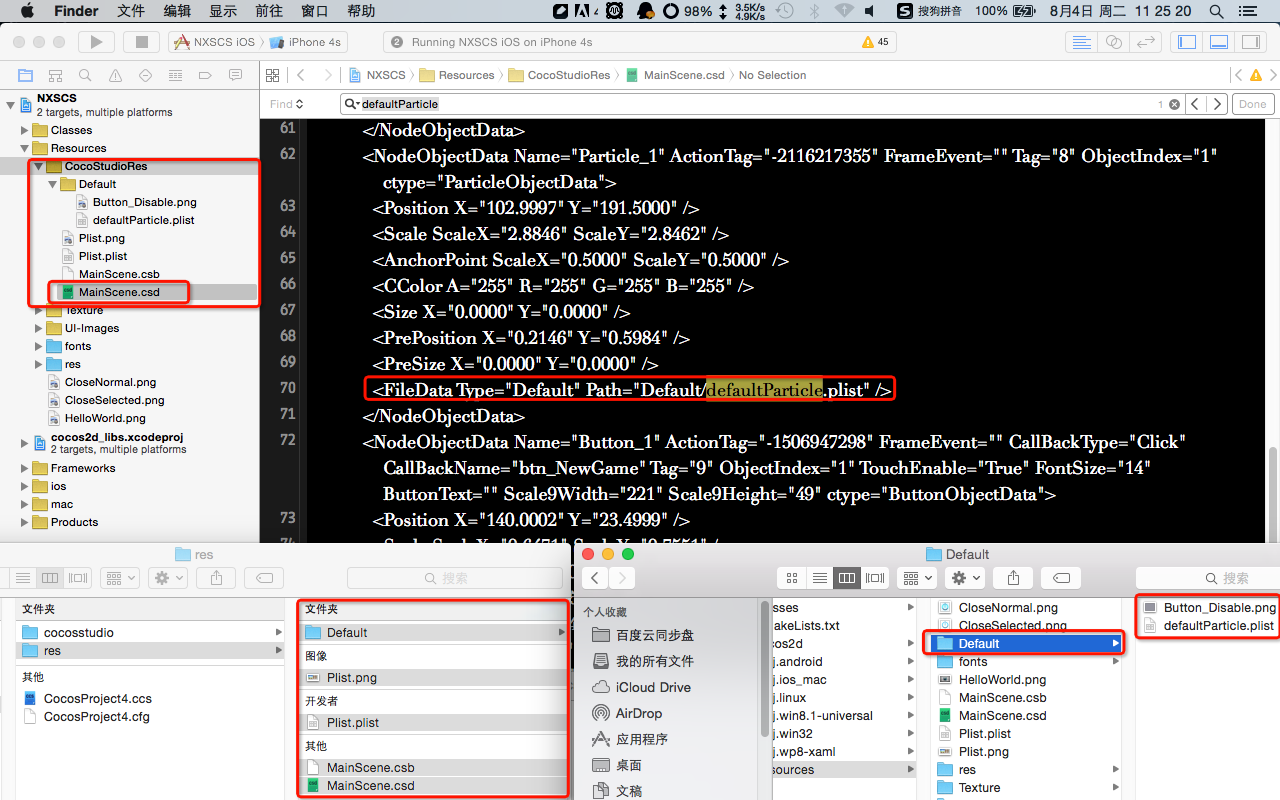 Finder 文件 编辑 显示 前往 窗口 帮助 4 98% 3.5K/s 4.9K/s 搜狗拼音 100% 8月4日 周二 11 25 20
NXSCS iOS iPhone 4s
2 Running NXSCS iOS on iPhone 4s 45
NXSCS Resources CocoStudioRes MainScene.csd No Selection
Find defaultParticle 1 Done
NXSCS
2 targets, multiple platforms
Classes
Resources
CocoStudioRes
Default
Button_Disable.png
defaultParticle.plist
Plist.png
Plist.plist
MainScene.csb
MainScene.csd
Texture
UI-Images
fonts
res
CloseNormal.png
CloseSelected.png
HelloWorld.png
cocos2d_libs.xcodeproj
2 targets, multiple platforms
Frameworks
ios
mac
Products
61 </NodeObjectData>
62 <NodeObjectData Name="Particle_1" ActionTag="-2116217355" FrameEvent="" Tag="8" ObjectIndex="1"
ctype="ParticleObjectData">
63 <Position X="102.9997" Y="191.5000" />
64 <Scale ScaleX="2.8846" ScaleY="2.8462" />
65 <AnchorPoint ScaleX="0.5000" ScaleY="0.5000" />
66 <CColor A="255" R="255" G="255" B="255" />
67 <Size X="0.0000" Y="0.0000" />
68 <PrePosition X="0.2146" Y="0.5984" />
69 <PreSize X="0.0000" Y="0.0000" />
70 <FileData Type="Default" Path="Default/defaultParticle.plist" />
71 </NodeObjectData>
72 <NodeObjectData Name="Button_1" ActionTag="-1506947298" FrameEvent="" CallBackType="Click"
CallBackName="btn_NewGame" Tag="9" ObjectIndex="1" TouchEnable="True" FontSize="14"
ButtonText="" Scale9Width="221" Scale9Height="49" ctype="ButtonObjectData">
73 <Position X="140.0002" Y="23.4999" />
res
搜索
文件夹
cocosstudio
res
其他
CocosProject4.ccs
CocosProject4.cfg
文件夹
Default
图像
Plist.png
开发者
Plist.plist
其他
MainScene.csb
MainScene.csd
Default
搜索
个人收藏
百度云同步盘
我的所有文件
iCloud Drive
AirDrop
应用程序
桌面
文稿
sses
akeLists.txt
cos2d
j.android
j.ios_mac
j.linux
j.win8.1-universal
j.win32
j.wp8-xaml
sources
CloseNormal.png
CloseSelected.png
Default
fonts
HelloWorld.png
MainScene.csb
MainScene.csd
Plist.plist
Plist.png
res
Texture
Button_Disable.png
defaultParticle.plist